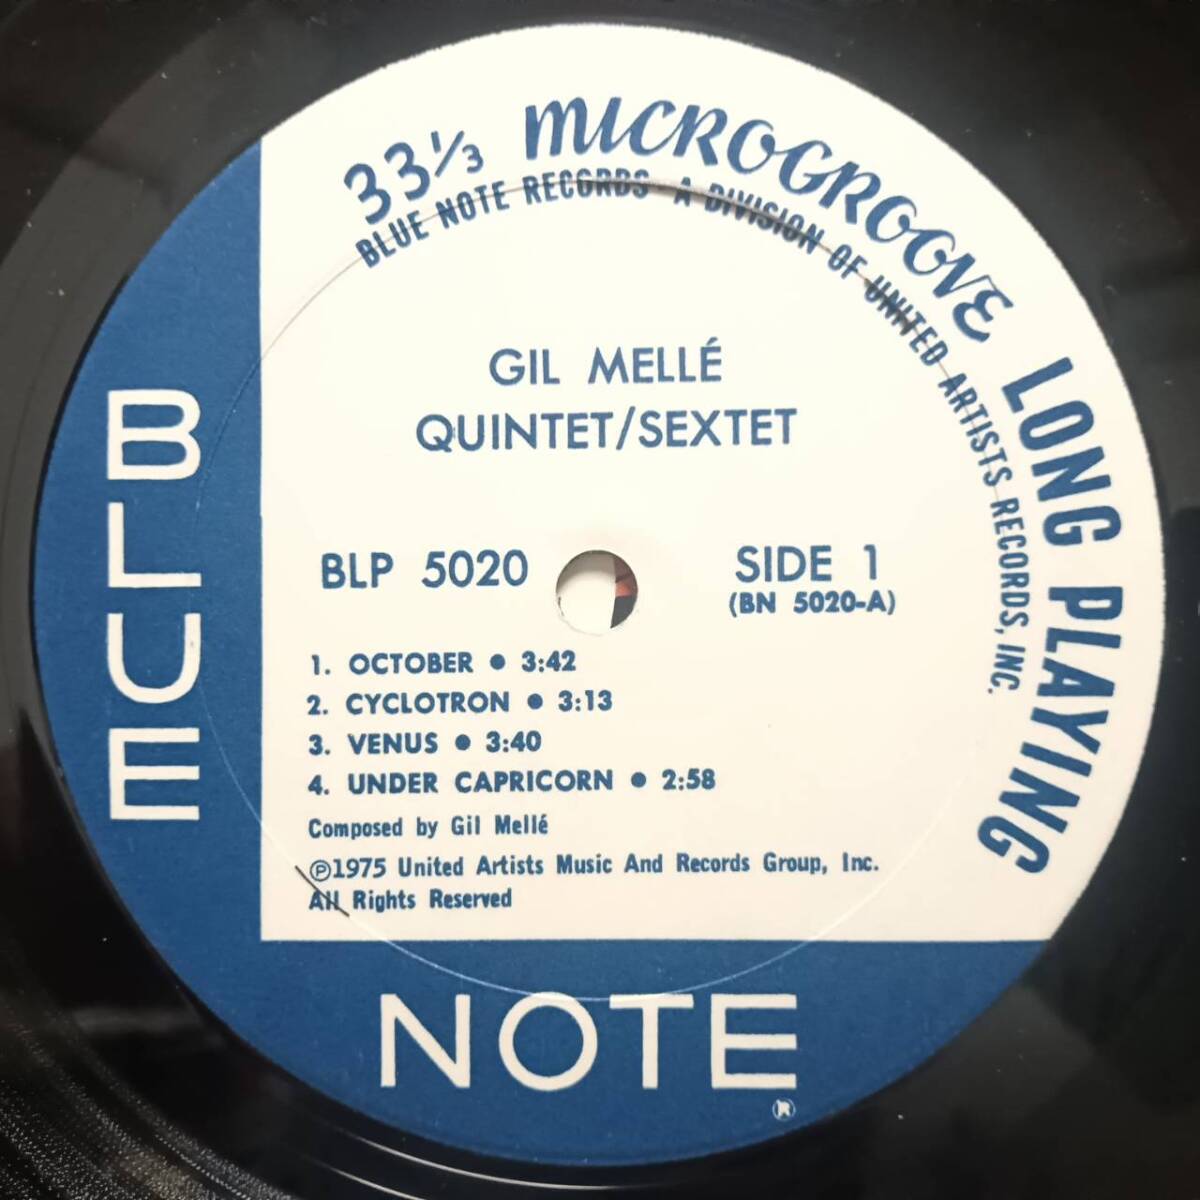 33⅓ MICROGROOVE LONG PLAYING
BLUE NOTE RECORDS · A DIVISION OF UNITED ARTISTS RECORDS, INC.
GIL MELLÉ
QUINTET/SEXTET
BLP 5020
SIDE 1
(BN 5020-A)
1. OCTOBER • 3:42
2. CYCLOTRON • 3:13
3. VENUS • 3:40
4. UNDER CAPRICORN • 2:58
Composed by Gil Mellé
℗1975 United Artists Music And Records Group, Inc.
All Rights Reserved
BLUE
NOTE
®